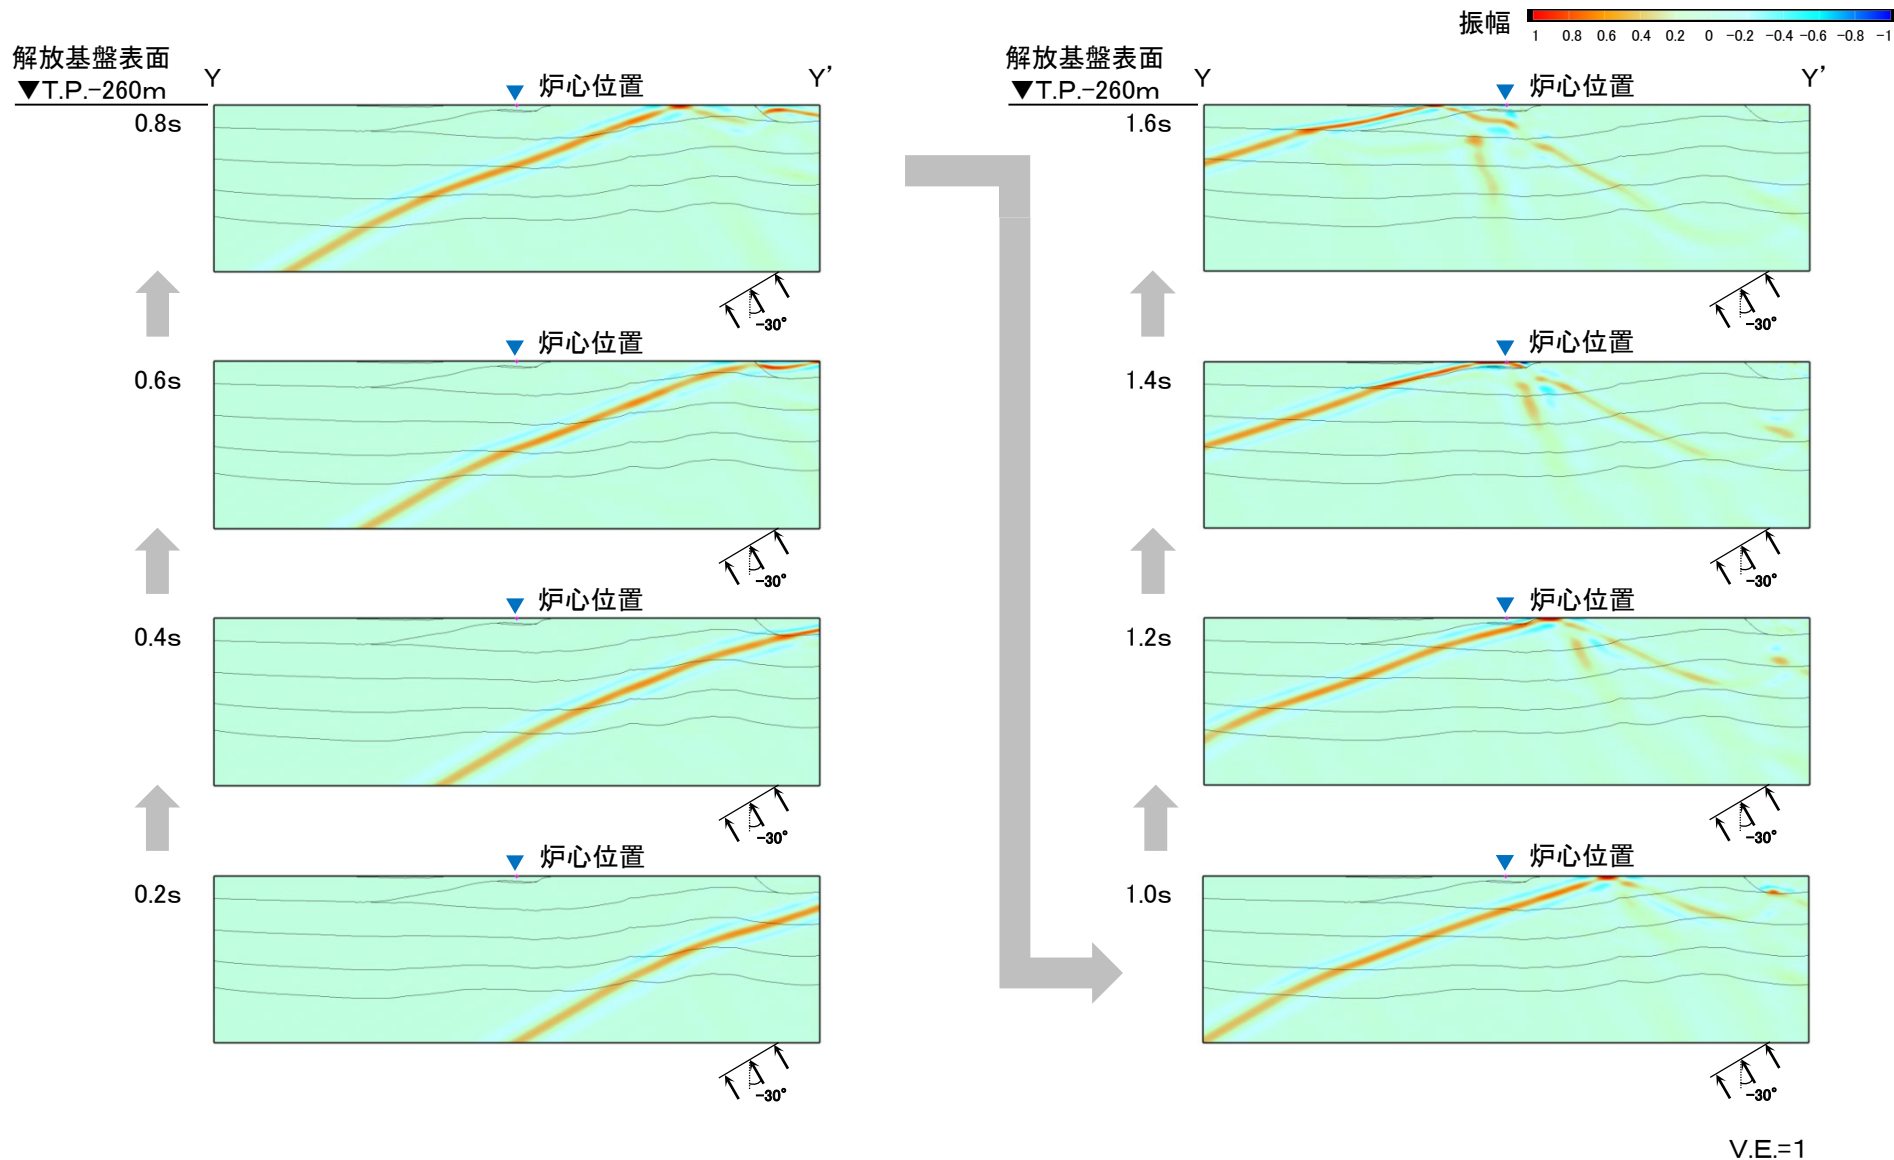 振幅
1 0.8 0.6 0.4 0.2 0 -0.2 -0.4 -0.6 -0.8 -1
解放基盤表面
▼T.P.-260m
Y
▼ 炉心位置
Y’
0.8s
-30°
▼ 炉心位置
0.6s
-30°
▼ 炉心位置
0.4s
-30°
▼ 炉心位置
0.2s
-30°
解放基盤表面
▼T.P.-260m
Y
▼ 炉心位置
Y’
1.6s
-30°
▼ 炉心位置
1.4s
-30°
▼ 炉心位置
1.2s
-30°
▼ 炉心位置
1.0s
-30°
V.E.=1